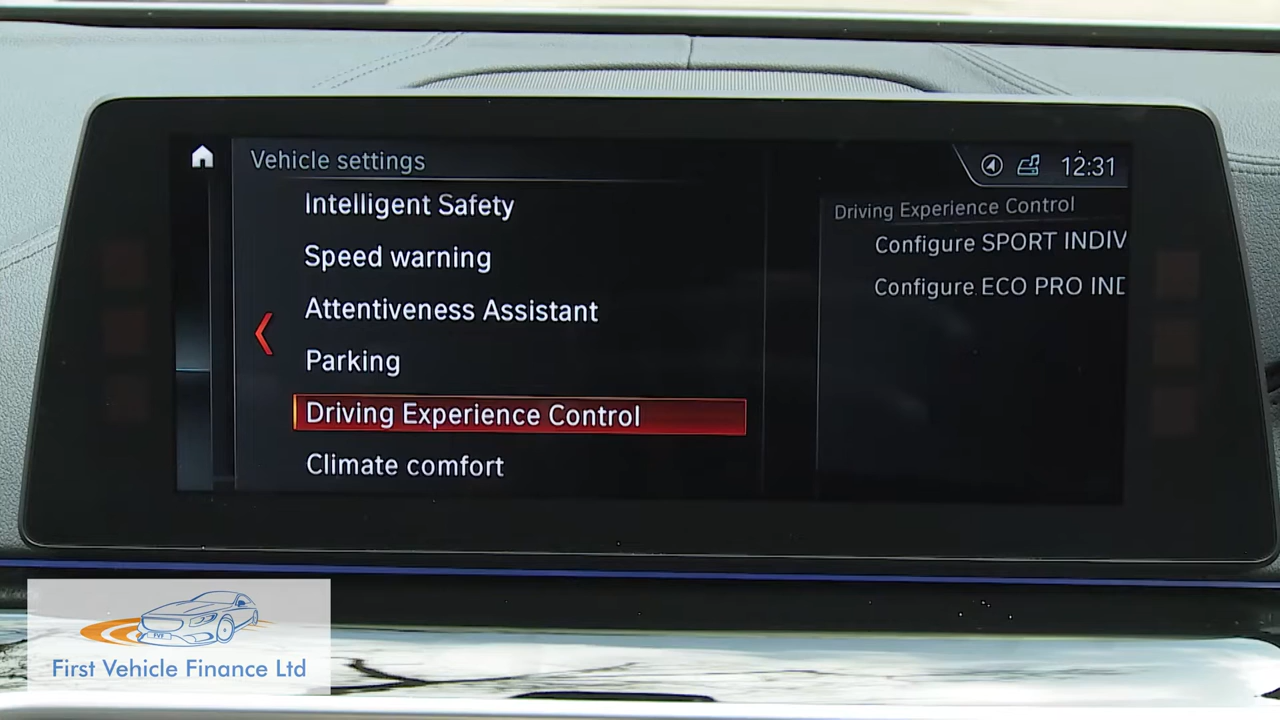 Vehicle settings
12:31
Intelligent Safety
Speed warning
Attentiveness Assistant
Parking
Driving Experience Control
Climate comfort
Driving Experience Control
Configure SPORT INDIV
Configure ECO PRO IND
First Vehicle Finance Ltd